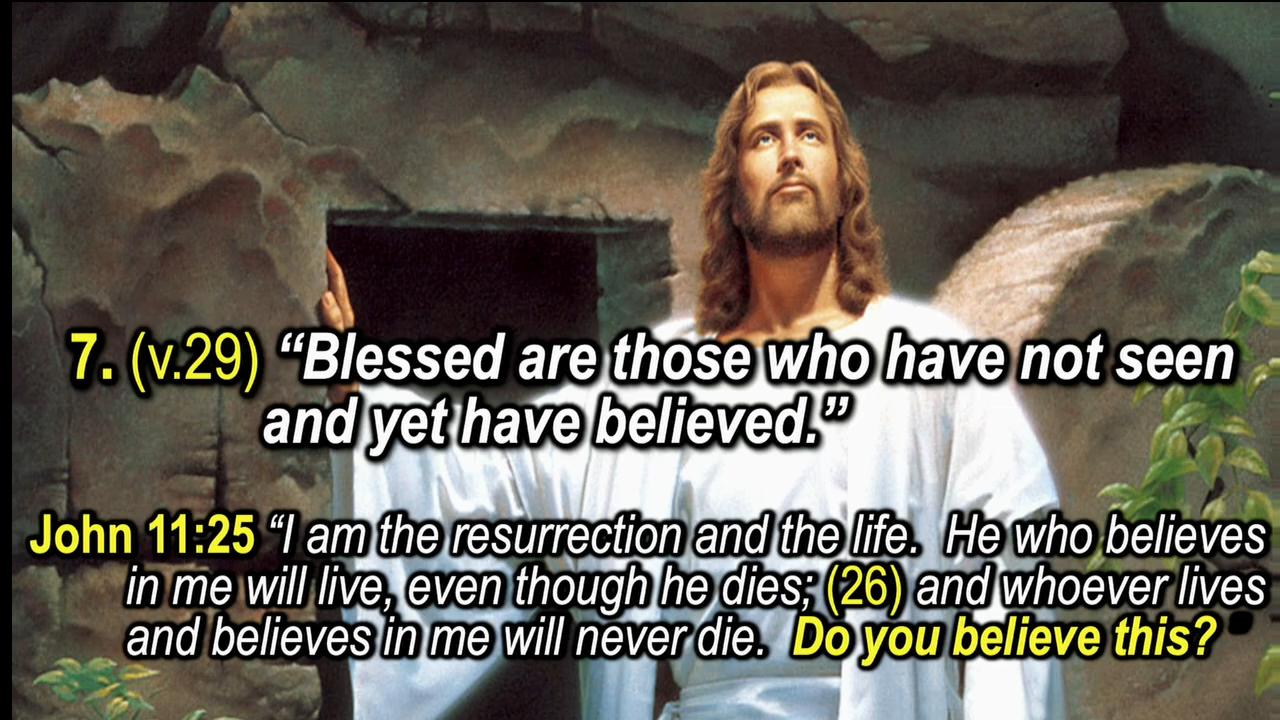 7. (v.29) “Blessed are those who have not seen
and yet have believed.”
John 11:25 “I am the resurrection and the life.  He who believes
in me will live, even though he dies; (26) and whoever lives
and believes in me will never die.  Do you believe this?